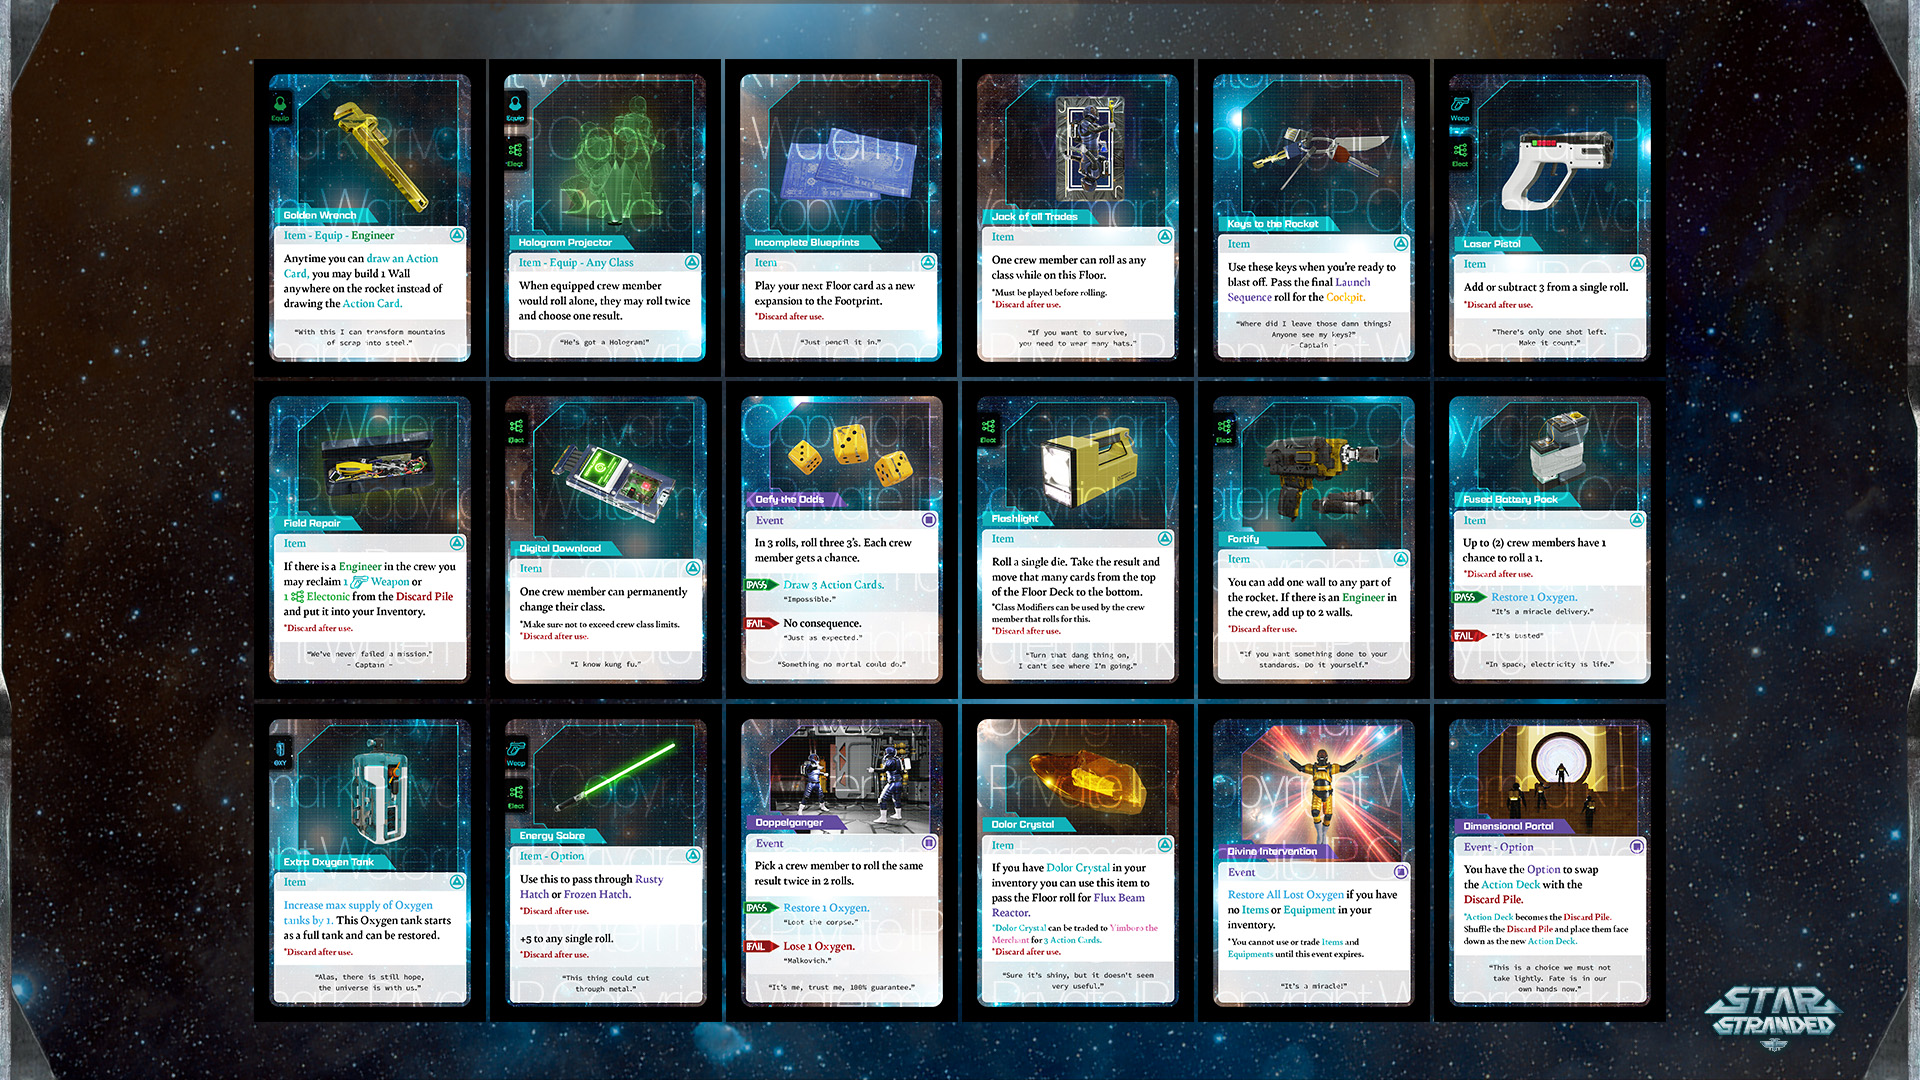 Equip
Golden Wrench
Item - Equip - Engineer
Anytime you can draw an Action
Card, you may build 1 Wall
anywhere on the rocket instead of
drawing the Action Card.
"With this I can transform mountains
of scrap into steel."
Equip
Elect
Hologram Projector
Item - Equip - Any Class
When equipped crew member
would roll alone, they may roll twice
and choose one result.
"He's got a Hologram!"
Incomplete Blueprints
Item
Play your next Floor card as a new
expansion to the Footprint.
*Discard after use.
"Just pencil it in."
J
Jack of all Trades
Item
One crew member can roll as any
class while on this Floor.
*Must be played before rolling.
*Discard after use.
"If you want to survive,
you need to wear many hats."
Keys to the Rocket
Item
Use these keys when you're ready to
blast off. Pass the final Launch
Sequence roll for the Cockpit.
"Where did I leave those damn things?
Anyone see my keys?"
- Captain -
Weap
Elect
Laser Pistol
Item
Add or subtract 3 from a single roll.
*Discard after use.
"There's only one shot left.
Make it count."
Field Repair
Item
If there is a Engineer in the crew you
may reclaim 1 Weapon or
1 Electonic from the Discard Pile
and put it into your Inventory.
*Discard after use.
"We've never failed a mission."
- Captain -
Elect
Digital Download
Item
One crew member can permanently
change their class.
*Make sure not to exceed crew class limits.
*Discard after use.
"I know kung fu."
Defy the Odds
Event
In 3 rolls, roll three 3's. Each crew
member gets a chance.
PASS Draw 3 Action Cards.
"Impossible."
FAIL No consequence.
"Just as expected."
"Something no mortal could do."
Elect
Flashlight
Item
Roll a single die. Take the result and
move that many cards from the top
of the Floor Deck to the bottom.
*Class Modifiers can be used by the crew
member that rolls for this.
*Discard after use.
"Turn that dang thing on,
I can't see where I'm going."
Elect
Fortify
Item
You can add one wall to any part of
the rocket. If there is an Engineer in
the crew, add up to 2 walls.
*Discard after use.
"If you want something done to your
standards. Do it yourself."
Fused Battery Pack
Item
Up to (2) crew members have 1
chance to roll a 1.
*Discard after use.
PASS Restore 1 Oxygen.
"It's a miracle delivery."
FAIL "It's busted"
"In space, electricity is life."
OXY
Extra Oxygen Tank
Item
Increase max supply of Oxygen
tanks by 1. This Oxygen tank starts
as a full tank and can be restored.
*Discard after use.
"Alas, there is still hope,
the universe is with us."
Weap
Elect
Energy Sabre
Item - Option
Use this to pass through Rusty
Hatch or Frozen Hatch.
*Discard after use.
+5 to any single roll.
*Discard after use.
"This thing could cut
through metal."
Doppelganger
Event
Pick a crew member to roll the same
result twice in 2 rolls.
PASS Restore 1 Oxygen.
"Loot the corpse."
FAIL Lose 1 Oxygen.
"Malkovich."
"It's me, trust me, 100% guarantee."
Dolor Crystal
Item
If you have Dolor Crystal in your
inventory you can use this item to
pass the Floor roll for Flux Beam
Reactor.
*Dolor Crystal can be traded to Yimboro the
Merchant for 3 Action Cards.
*Discard after use.
"Sure it's shiny, but it doesn't seem
very useful."
Divine Intervention
Event
Restore All Lost Oxygen if you have
no Items or Equipment in your
inventory.
*You cannot use or trade Items and
Equipments until this event expires.
"It's a miracle!"
Dimensional Portal
Event - Option
You have the Option to swap
the Action Deck with the
Discard Pile.
*Action Deck becomes the Discard Pile.
Shuffle the Discard Pile and place them face
down as the new Action Deck.
"This is a choice we must not
take lightly. Fate is in our
own hands now."
STAR
STRANDED